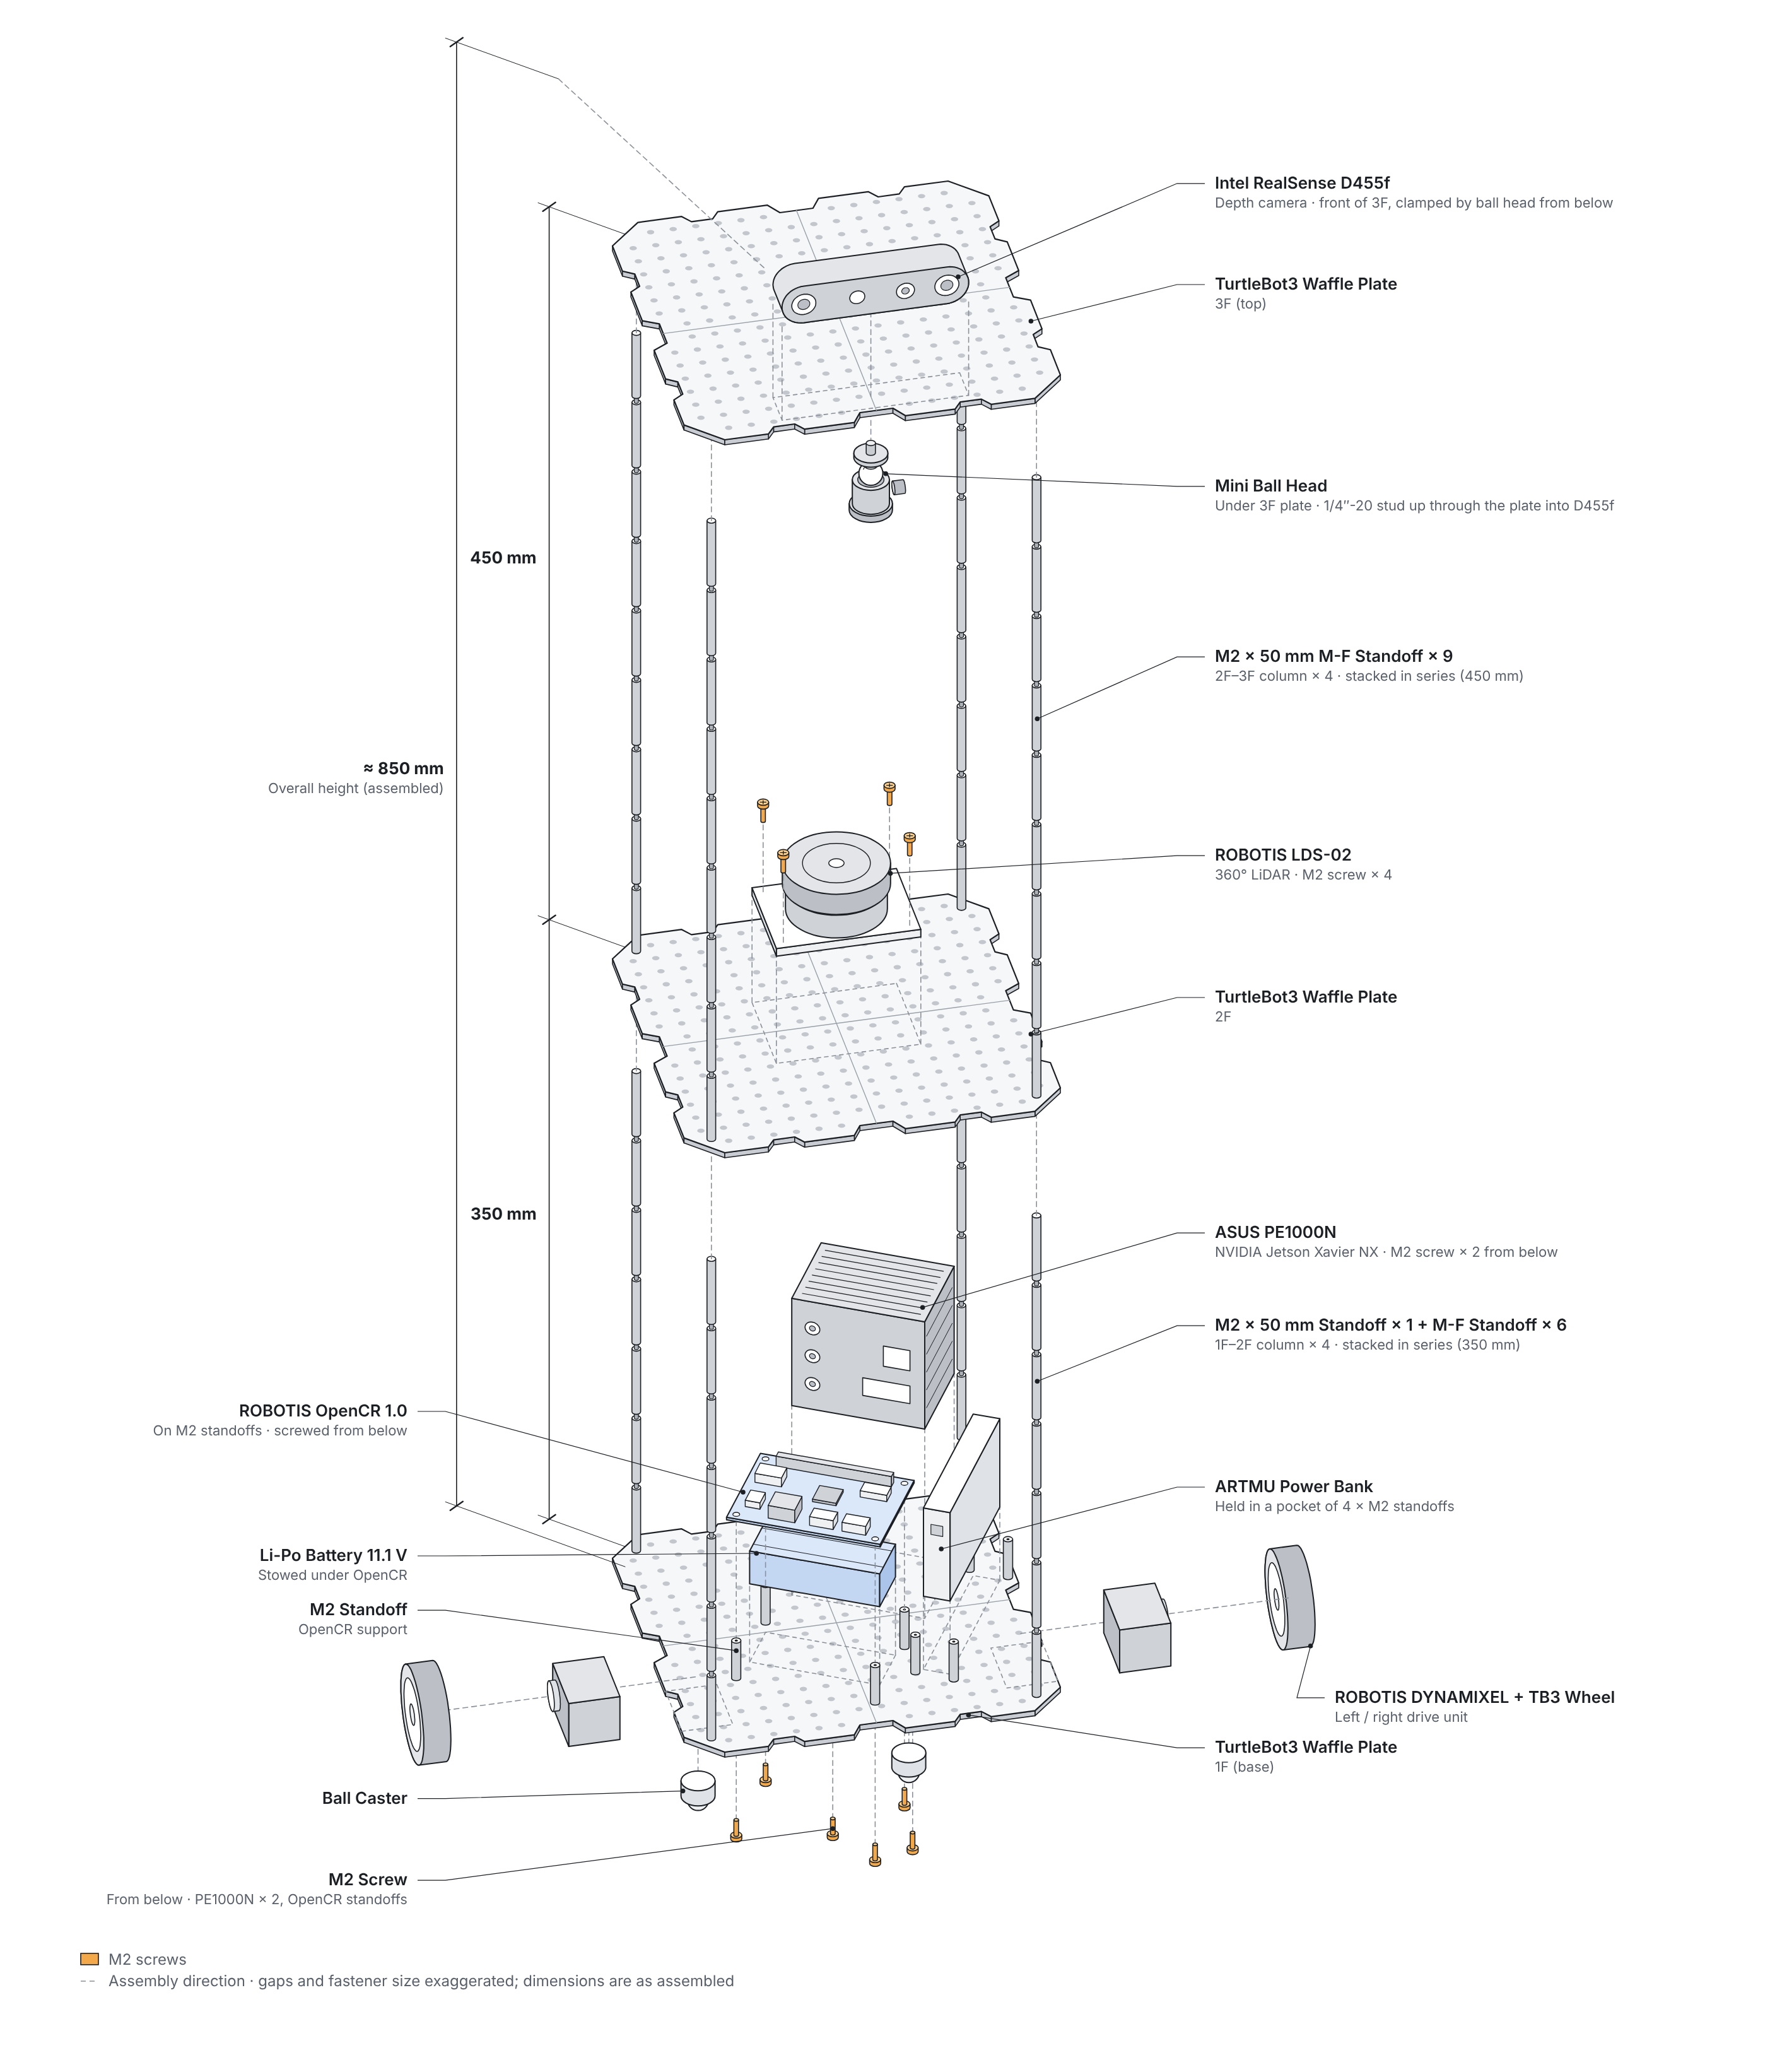 Intel RealSense D455f
Depth camera · front of 3F, clamped by ball head from below
TurtleBot3 Waffle Plate
3F (top)
Mini Ball Head
Under 3F plate · 1/4″-20 stud up through the plate into D455f
450 mm
M2 × 50 mm M-F Standoff × 9
2F–3F column × 4 · stacked in series (450 mm)
≈ 850 mm
Overall height (assembled)
ROBOTIS LDS-02
360° LiDAR · M2 screw × 4
TurtleBot3 Waffle Plate
2F
350 mm
ASUS PE1000N
NVIDIA Jetson Xavier NX · M2 screw × 2 from below
M2 × 50 mm Standoff × 1 + M-F Standoff × 6
1F–2F column × 4 · stacked in series (350 mm)
ROBOTIS OpenCR 1.0
On M2 standoffs · screwed from below
ARTMU Power Bank
Held in a pocket of 4 × M2 standoffs
Li-Po Battery 11.1 V
Stowed under OpenCR
M2 Standoff
OpenCR support
ROBOTIS DYNAMIXEL + TB3 Wheel
Left / right drive unit
TurtleBot3 Waffle Plate
1F (base)
Ball Caster
M2 Screw
From below · PE1000N × 2, OpenCR standoffs
M2 screws
Assembly direction · gaps and fastener size exaggerated; dimensions are as assembled